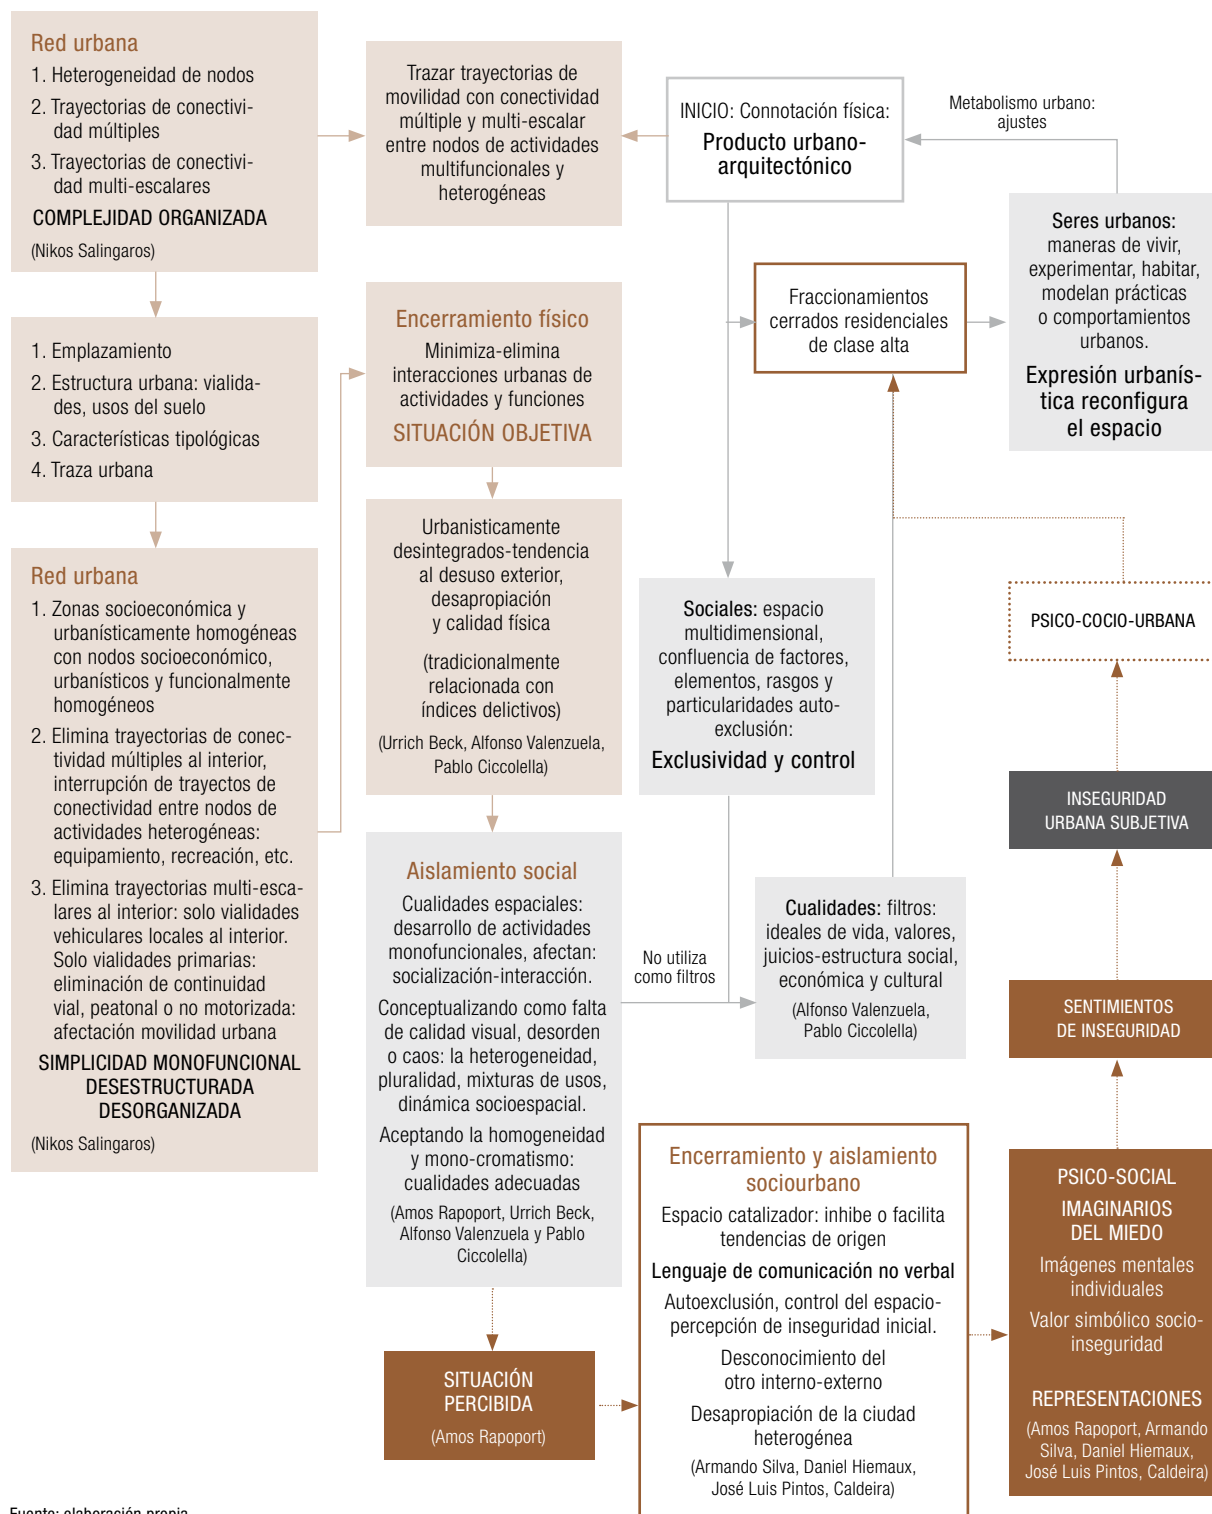 Red urbana
1. Heterogeneidad de nodos
2. Trayectorias de conectivi-
dad múltiples
3. Trayectorias de conectivi-
dad multi-escalares
COMPLEJIDAD ORGANIZADA
(Nikos Salingaros)
1. Emplazamiento
2. Estructura urbana: vialida-
des, usos del suelo
3. Características tipológicas
4. Traza urbana
Red urbana
1. Zonas socioeconómica y
urbanísticamente homogéneas
con nodos socioeconómico,
urbanísticos y funcionalmente
homogéneos
2. Elimina trayectorias de conec-
tividad múltiples al interior,
interrupción de trayectos de
conectividad entre nodos de
actividades heterogéneas:
equipamiento, recreación, etc.
3. Elimina trayectorias multi-esca-
lares al interior: solo vialidades
vehiculares locales al interior.
Solo vialidades primarias:
eliminación de continuidad
vial, peatonal o no motorizada:
afectación movilidad urbana
SIMPLICIDAD MONOFUNCIONAL
DESESTRUCTURADA
DESORGANIZADA
(Nikos Salingaros)
Trazar trayectorias de
movilidad con conectividad
múltiple y multi-escalar
entre nodos de actividades
multifuncionales y
heterogéneas
Encerramiento físico
Minimiza-elimina
interacciones urbanas de
actividades y funciones
SITUACIÓN OBJETIVA
Urbanisticamente
desintegrados-tendencia
al desuso exterior,
desapropiación
y calidad física
(tradicionalmente
relacionada con
índices delictivos)
(Urrich Beck, Alfonso Valenzuela,
Pablo Ciccolella)
Aislamiento social
Cualidades espaciales:
desarrollo de actividades
monofuncionales, afectan:
socialización-interacción.
Conceptualizando como falta
de calidad visual, desorden
o caos: la heterogeneidad,
pluralidad, mixturas de usos,
dinámica socioespacial.
Aceptando la homogeneidad
y mono-cromatismo:
cualidades adecuadas
(Amos Rapoport, Urrich Beck,
Alfonso Valenzuela y Pablo
Ciccolella)
SITUACIÓN
PERCIBIDA
(Amos Rapoport)
INICIO: Connotación física:
Producto urbano-
arquitectónico
Metabolismo urbano:
ajustes
Fraccionamientos
cerrados residenciales
de clase alta
Seres urbanos:
maneras de vivir,
experimentar, habitar,
modelan prácticas
o comportamientos
urbanos.
Expresión urbanís-
tica reconfigura
el espacio
Sociales: espacio
multidimensional,
confluencia de factores,
elementos, rasgos y
particularidades auto-
exclusión:
Exclusividad y control
No utiliza
como filtros
Cualidades: filtros:
ideales de vida, valores,
juicios-estructura social,
económica y cultural
(Alfonso Valenzuela,
Pablo Ciccolella)
Encerramiento y aislamiento
sociourbano
Espacio catalizador: inhibe o facilita
tendencias de origen
Lenguaje de comunicación no verbal
Autoexclusión, control del espacio-
percepción de inseguridad inicial.
Desconocimiento del
otro interno-externo
Desapropiación de la ciudad
heterogénea
(Armando Silva, Daniel Hiemaux,
José Luis Pintos, Caldeira)
PSICO-COCIO-URBANA
INSEGURIDAD
URBANA SUBJETIVA
SENTIMIENTOS
DE INSEGURIDAD
PSICO-SOCIAL
IMAGINARIOS
DEL MIEDO
Imágenes mentales
individuales
Valor simbólico socio-
inseguridad
REPRESENTACIONES
(Amos Rapoport, Armando
Silva, Daniel Hiemaux,
José Luis Pintos, Caldeira)
Fuente: elaboración propia